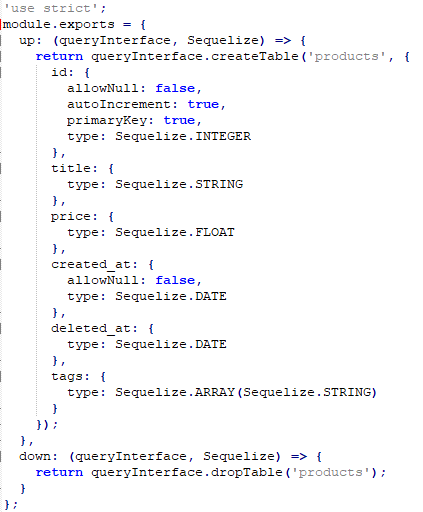 'use strict';
module.exports = {
  up: (queryInterface, Sequelize) => {
    return queryInterface.createTable('products', {
      id: {
        allowNull: false,
        autoIncrement: true,
        primaryKey: true,
        type: Sequelize.INTEGER
      },
      title: {
        type: Sequelize.STRING
      },
      price: {
        type: Sequelize.FLOAT
      },
      created_at: {
        allowNull: false,
        type: Sequelize.DATE
      },
      deleted_at: {
        type: Sequelize.DATE
      },
      tags: {
        type: Sequelize.ARRAY(Sequelize.STRING)
      }
    });
  },
  down: (queryInterface, Sequelize) => {
    return queryInterface.dropTable('products');
  }
};